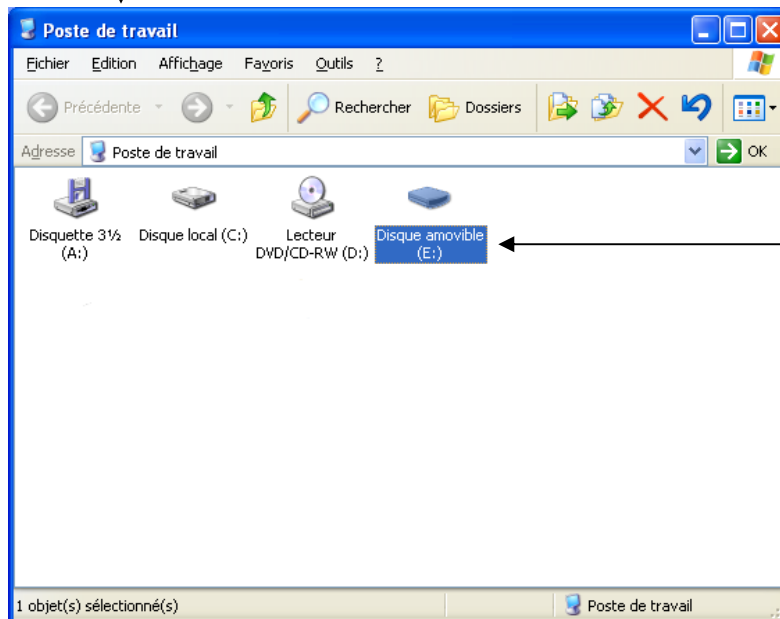 Poste de travail
Fichier Edition Affichage Favoris Outils ?
Précédente Rechercher Dossiers
Adresse Poste de travail OK
Disquette 3½ (A:)
Disque local (C:)
Lecteur DVD/CD-RW (D:)
Disque amovible (E:)
1 objet(s) sélectionné(s) Poste de travail